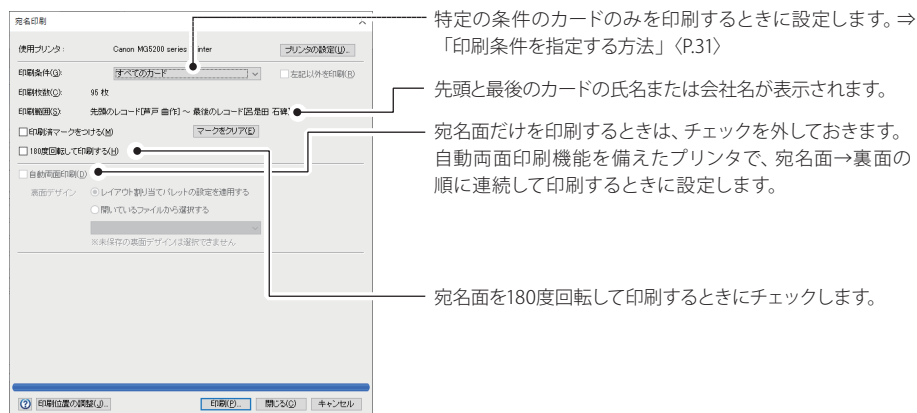 宛名印刷
使用プリンタ： Canon MG5200 series Printer プリンタの設定(U)...
印刷条件(G): すべてのカード 左記以外を印刷(R)
印刷枚数(C): 95 枚
印刷範囲(S): 先頭のレコード[芦戸 曲作] ～ 最後のレコード[呂是田 石碑]
印刷済マークをつける(M) マークをクリア(E)
180度回転して印刷する(H)
自動両面印刷(D)
裏面デザイン レイアウト割り当てパレットの設定を適用する
開いているファイルから選択する
※未保存の裏面デザインは選択できません
印刷位置の調整(J)... 印刷(P)... 閉じる(O) キャンセル
特定の条件のカードのみを印刷するときに設定します。⇒
「印刷条件を指定する方法」〈P.31〉
先頭と最後のカードの氏名または会社名が表示されます。
宛名面だけを印刷するときは、チェックを外しておきます。
自動両面印刷機能を備えたプリンタで、宛名面→裏面の
順に連続して印刷するときに設定します。
宛名面を180度回転して印刷するときにチェックします。